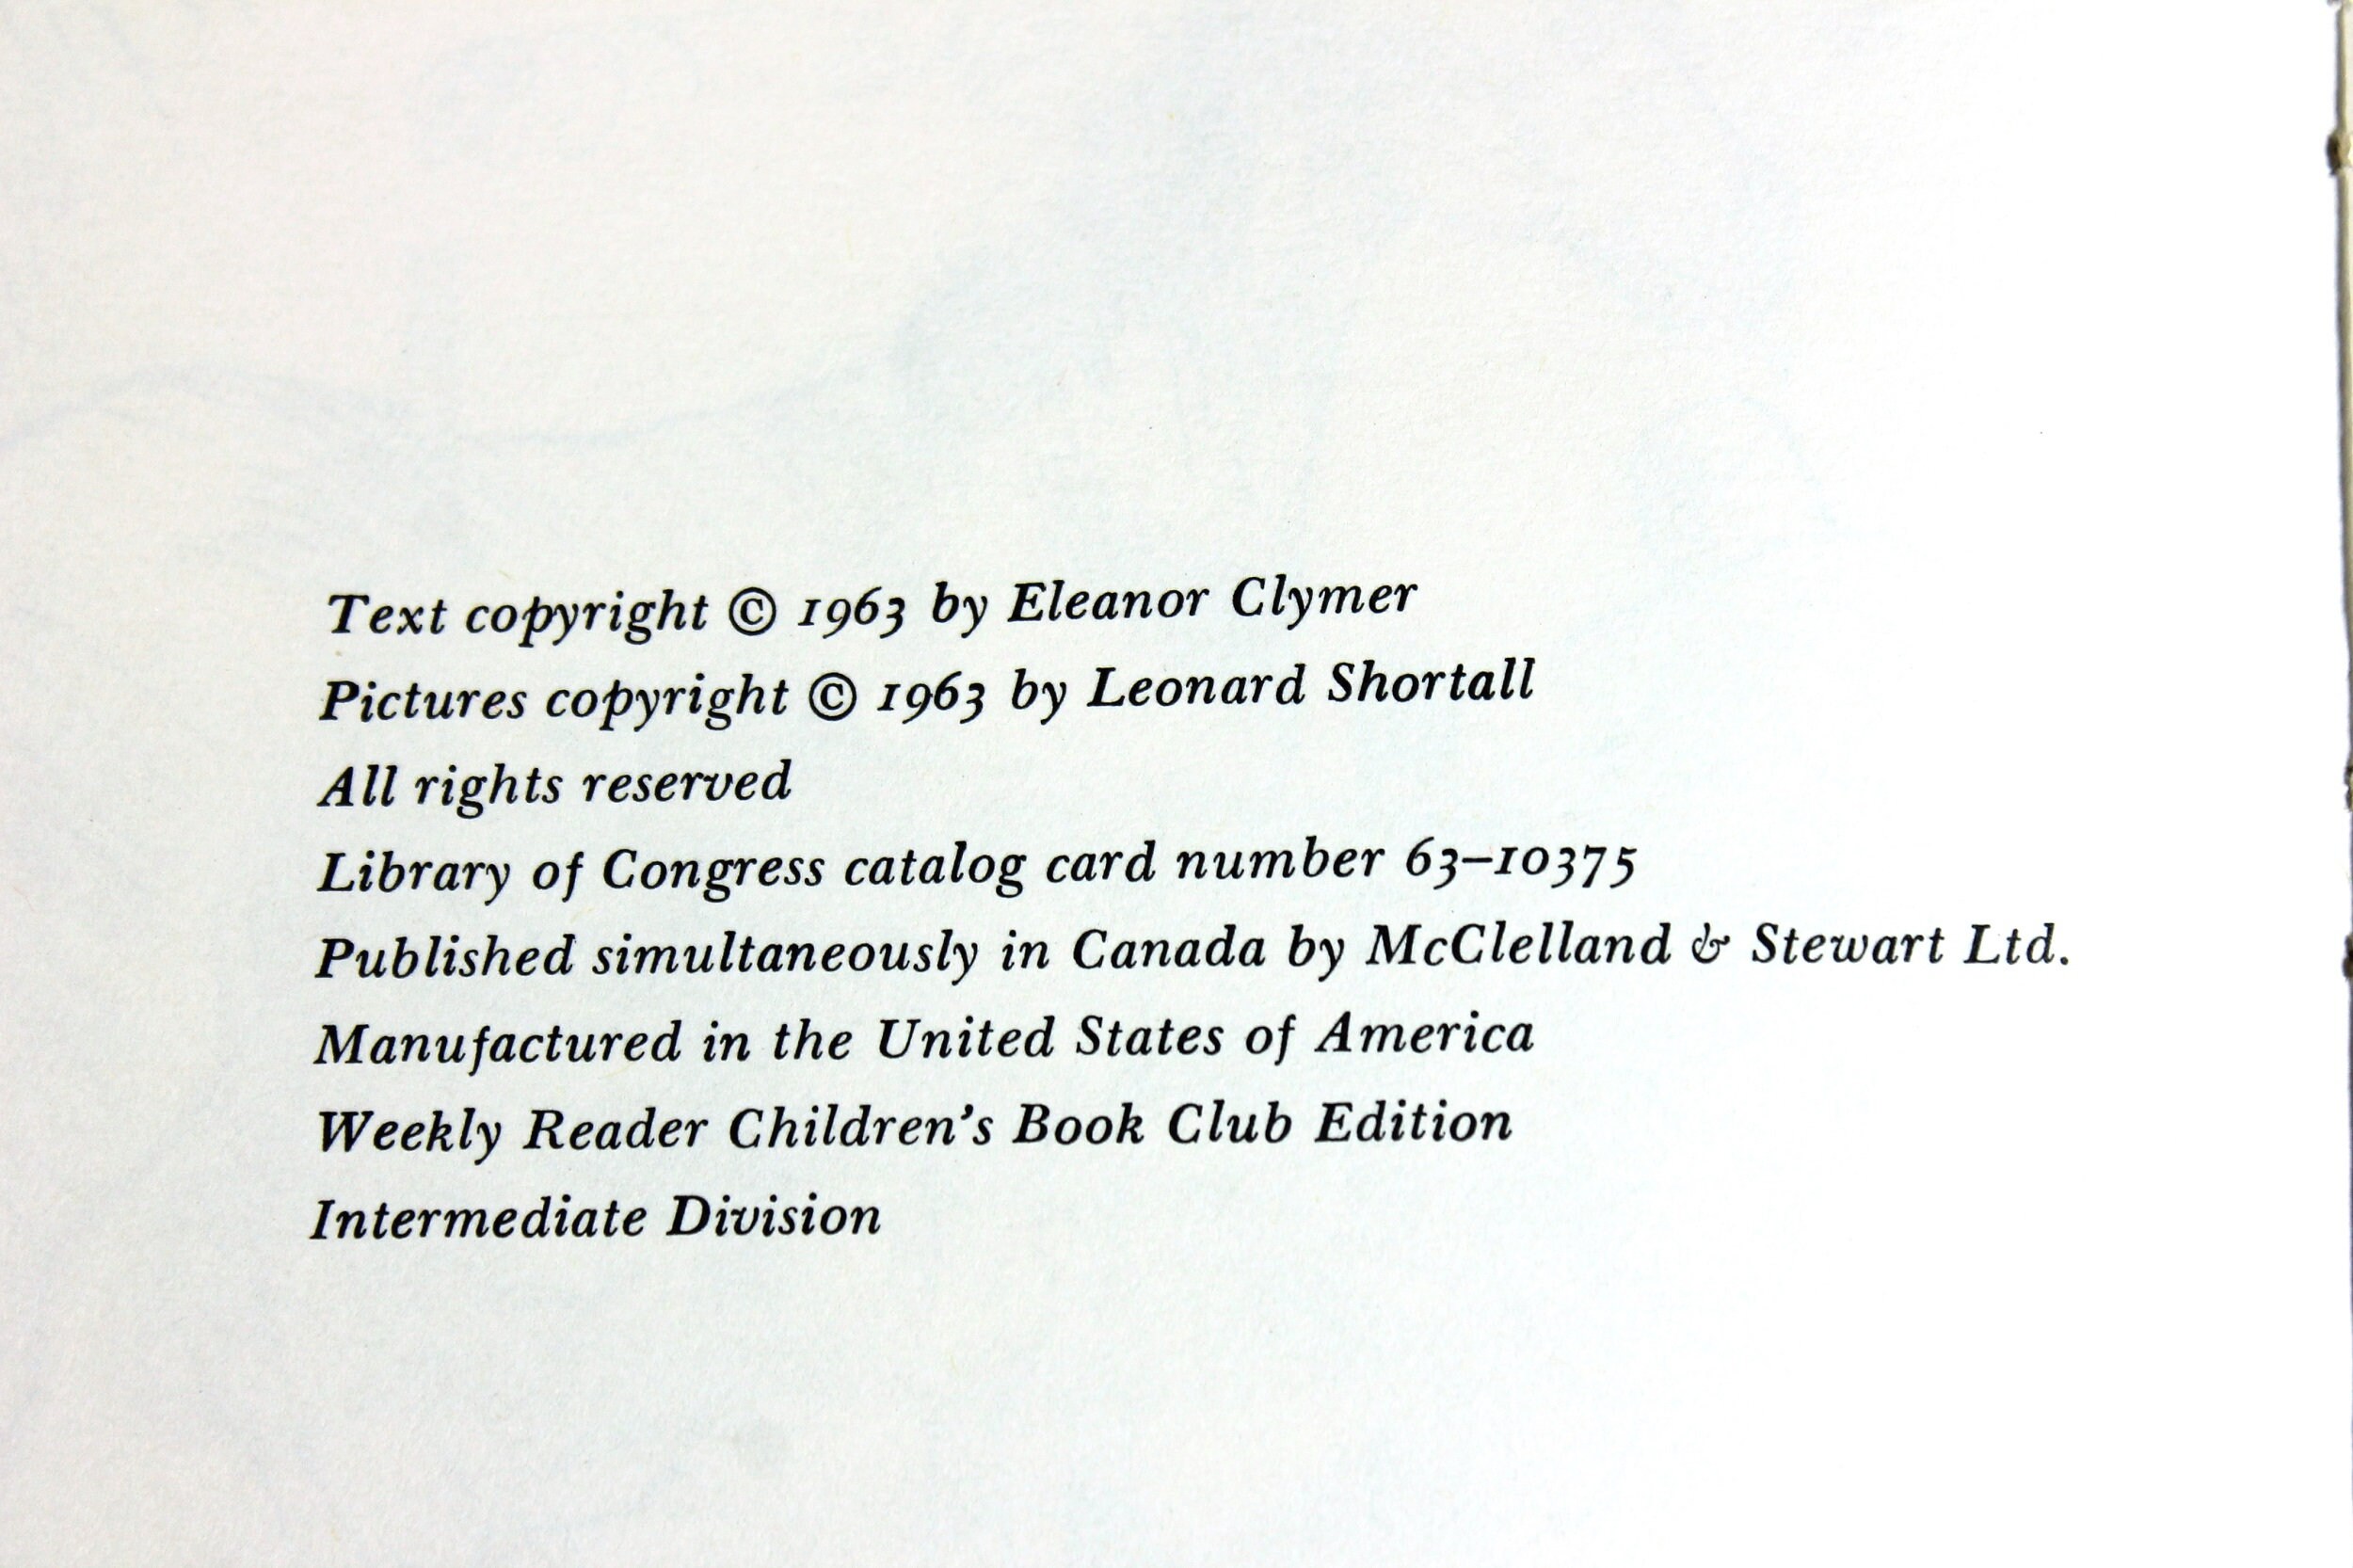 Text copyright © 1963 by Eleanor Clymer
Pictures copyright © 1963 by Leonard Shortall
All rights reserved
Library of Congress catalog card number 63–10375
Published simultaneously in Canada by McClelland & Stewart Ltd.
Manufactured in the United States of America
Weekly Reader Children’s Book Club Edition
Intermediate Division